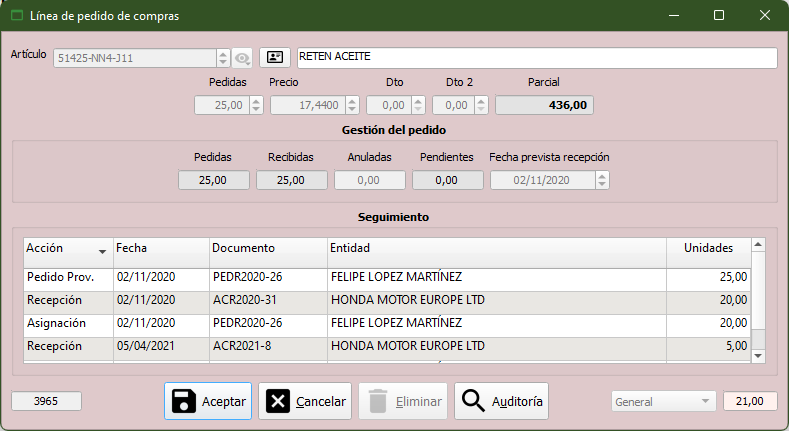 Línea de pedido de compras
Artículo 51425-NN4-J11 RETEN ACEITE
Pedidas Precio Dto Dto 2 Parcial
25,00 17,4400 0,00 0,00 436,00
Gestión del pedido
Pedidas Recibidas Anuladas Pendientes Fecha prevista recepción
25,00 25,00 0,00 0,00 02/11/2020
Seguimiento
Acción Fecha Documento Entidad Unidades
Pedido Prov. 02/11/2020 PEDR2020-26 FELIPE LOPEZ MARTÍNEZ 25,00
Recepción 02/11/2020 ACR2020-31 HONDA MOTOR EUROPE LTD 20,00
Asignación 02/11/2020 PEDR2020-26 FELIPE LOPEZ MARTÍNEZ 20,00
Recepción 05/04/2021 ACR2021-8 HONDA MOTOR EUROPE LTD 5,00
3965 Aceptar Cancelar Eliminar Auditoría General 21,00